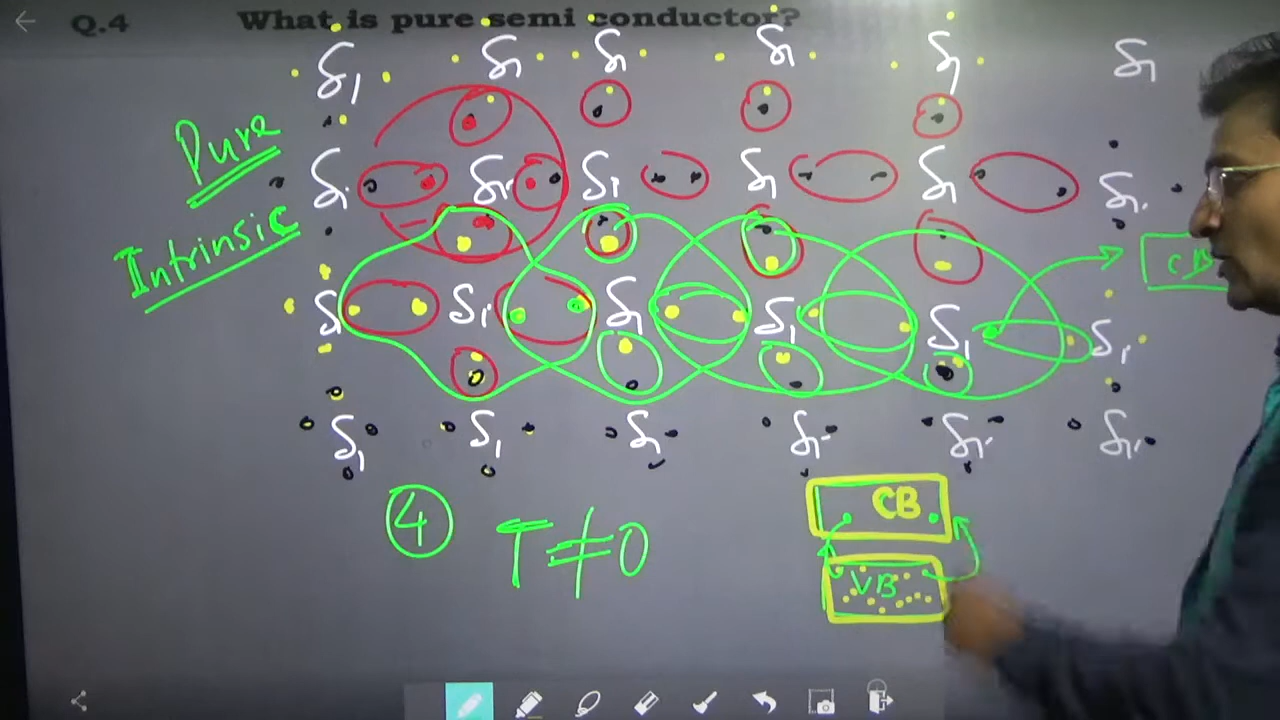 Q.4 What is pure semi conductor?
Si Si Si Si Si Si
Pure
Si Si Si Si Si Si
Intrinsic
CB
Si Si Si Si Si Si
Si Si Si Si Si Si
4 T≠0
CB
VB